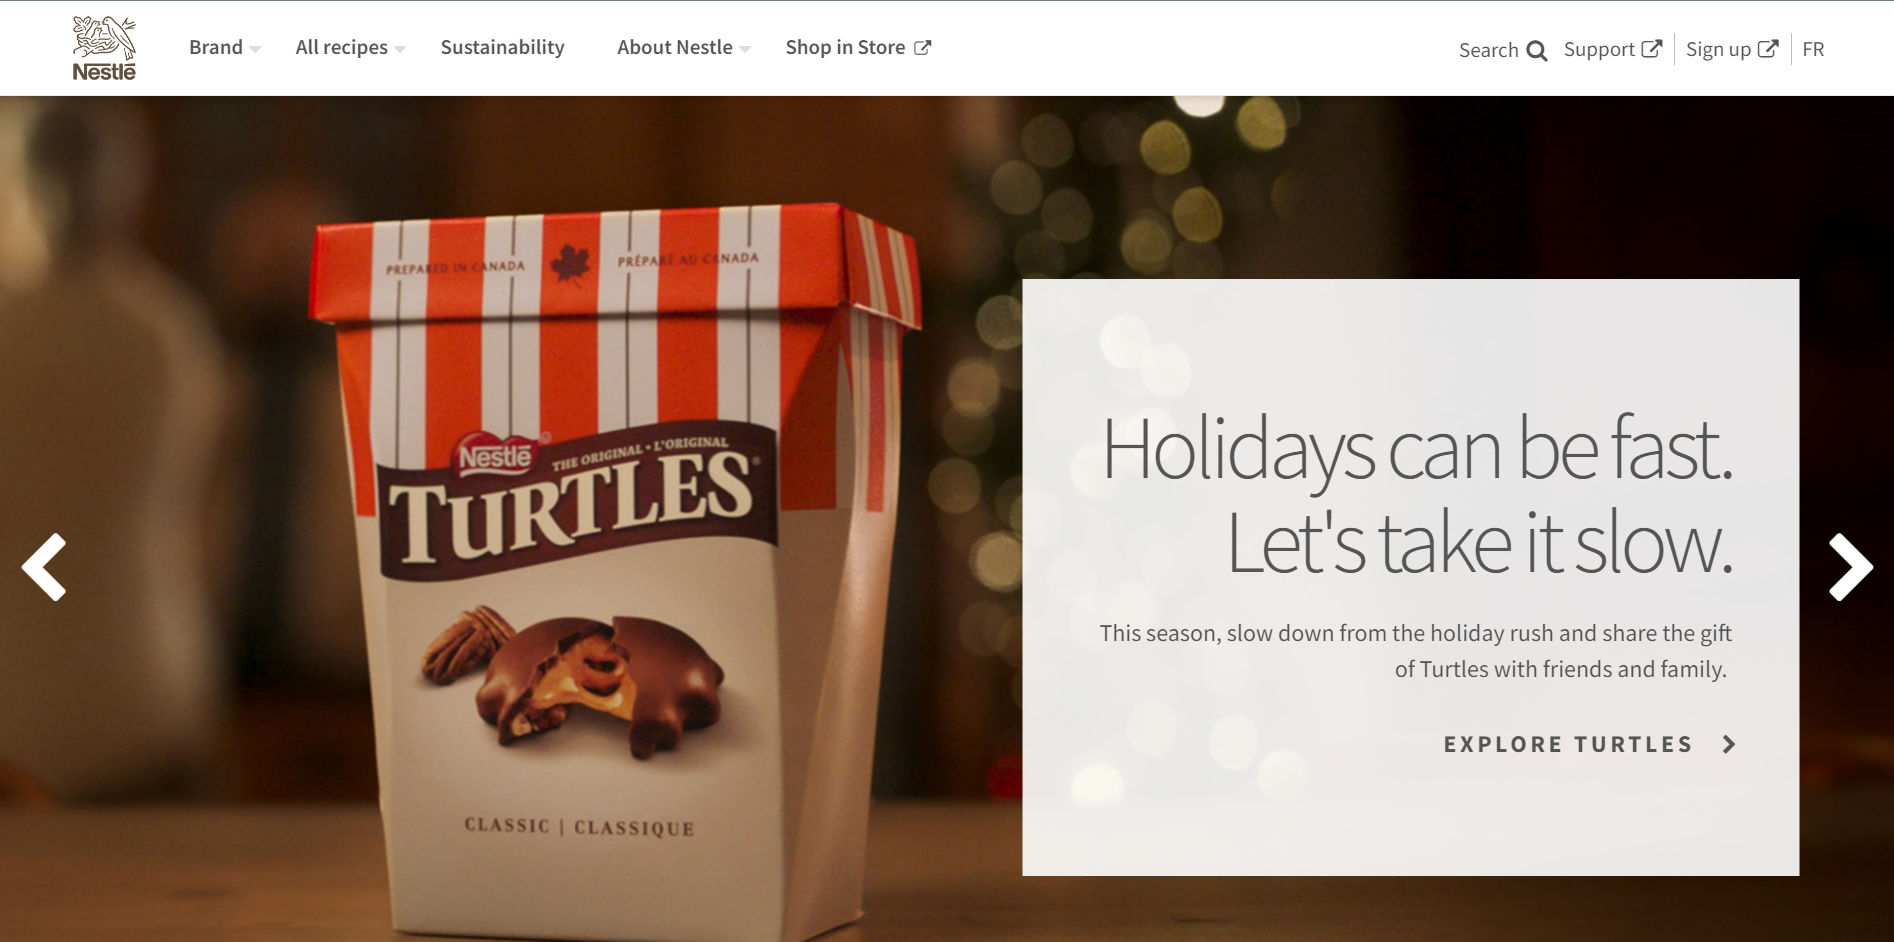 Nestlé
Brand
All recipes
Sustainability
About Nestle
Shop in Store
Search
Support
Sign up
FR
PREPARED IN CANADA
PRÉPARÉ AU CANADA
Nestlé
THE ORIGINAL • L'ORIGINAL
TURTLES®
CLASSIC | CLASSIQUE
Holidays can be fast.
Let's take it slow.
This season, slow down from the holiday rush and share the gift
of Turtles with friends and family.
EXPLORE TURTLES